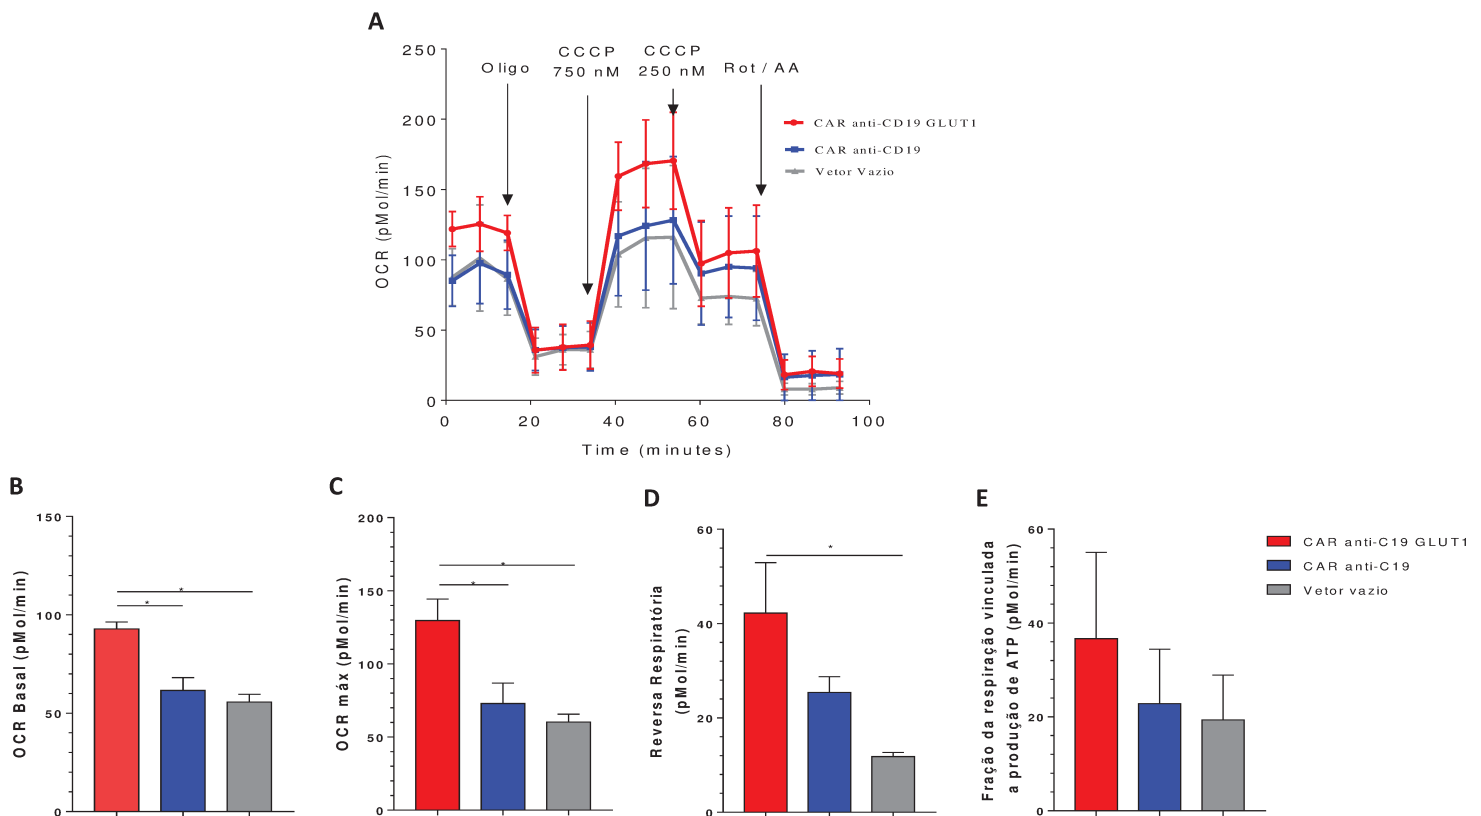 A
250
200
150
100
50
0
OCR (pMol/min)
0 20 40 60 80 100
Time (minutes)
Oligo
CCCP
750 nM
CCCP
250 nM
Rot / AA
CAR anti-CD19 GLUT1
CAR anti-CD19
Vetor Vazio
B
150
100
50
0
OCR Basal (pMol/min)
*
*
C
200
150
100
50
0
OCR máx (pMol/min)
*
*
D
60
40
20
0
Reversa Respiratória
(pMol/min)
*
E
60
40
20
0
Fração da respiração vinculada
a produção de ATP (pMol/min)
CAR anti-C19 GLUT1
CAR anti-C19
Vetor vazio